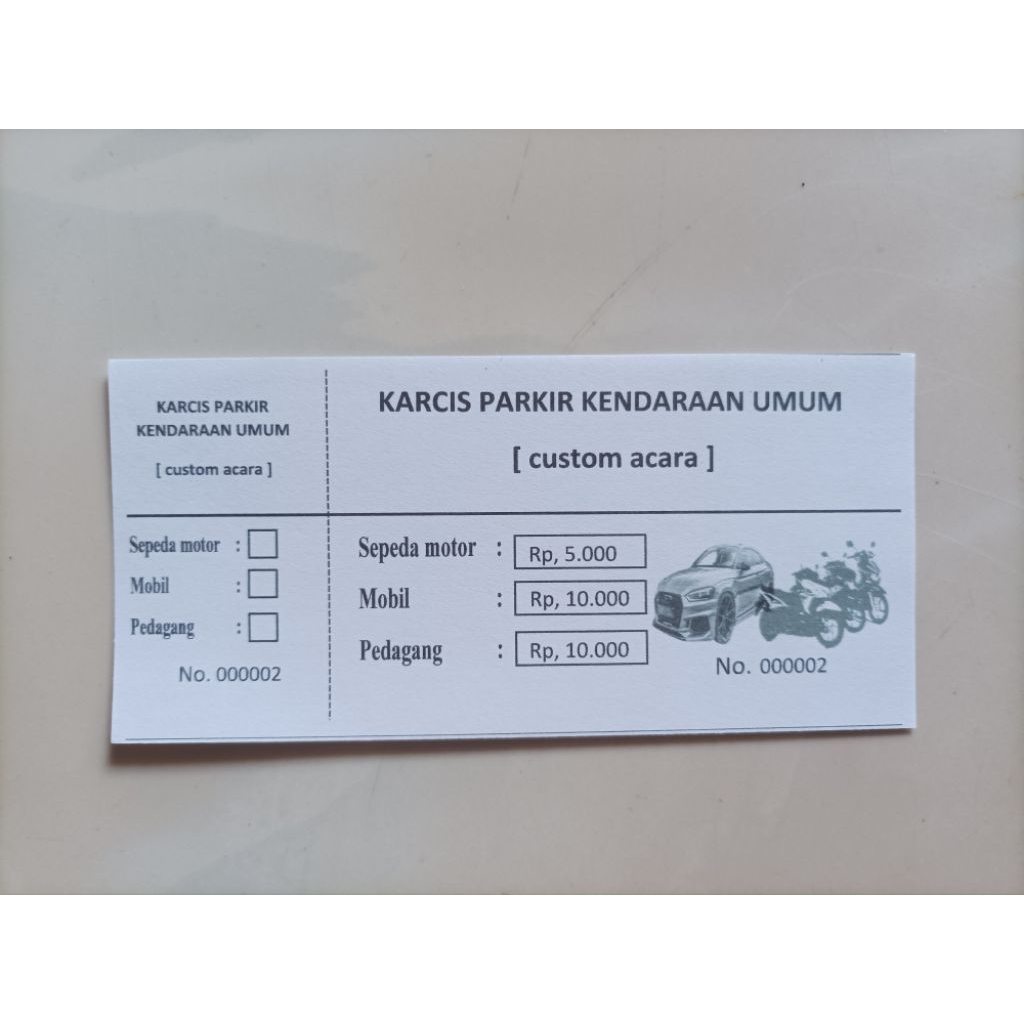 KARCIS PARKIR
KENDARAAN UMUM
[ custom acara ]
Sepeda motor :
Mobil :
Pedagang :
No. 000002
KARCIS PARKIR KENDARAAN UMUM
[ custom acara ]
Sepeda motor : Rp, 5.000
Mobil : Rp, 10.000
Pedagang : Rp, 10.000
No. 000002